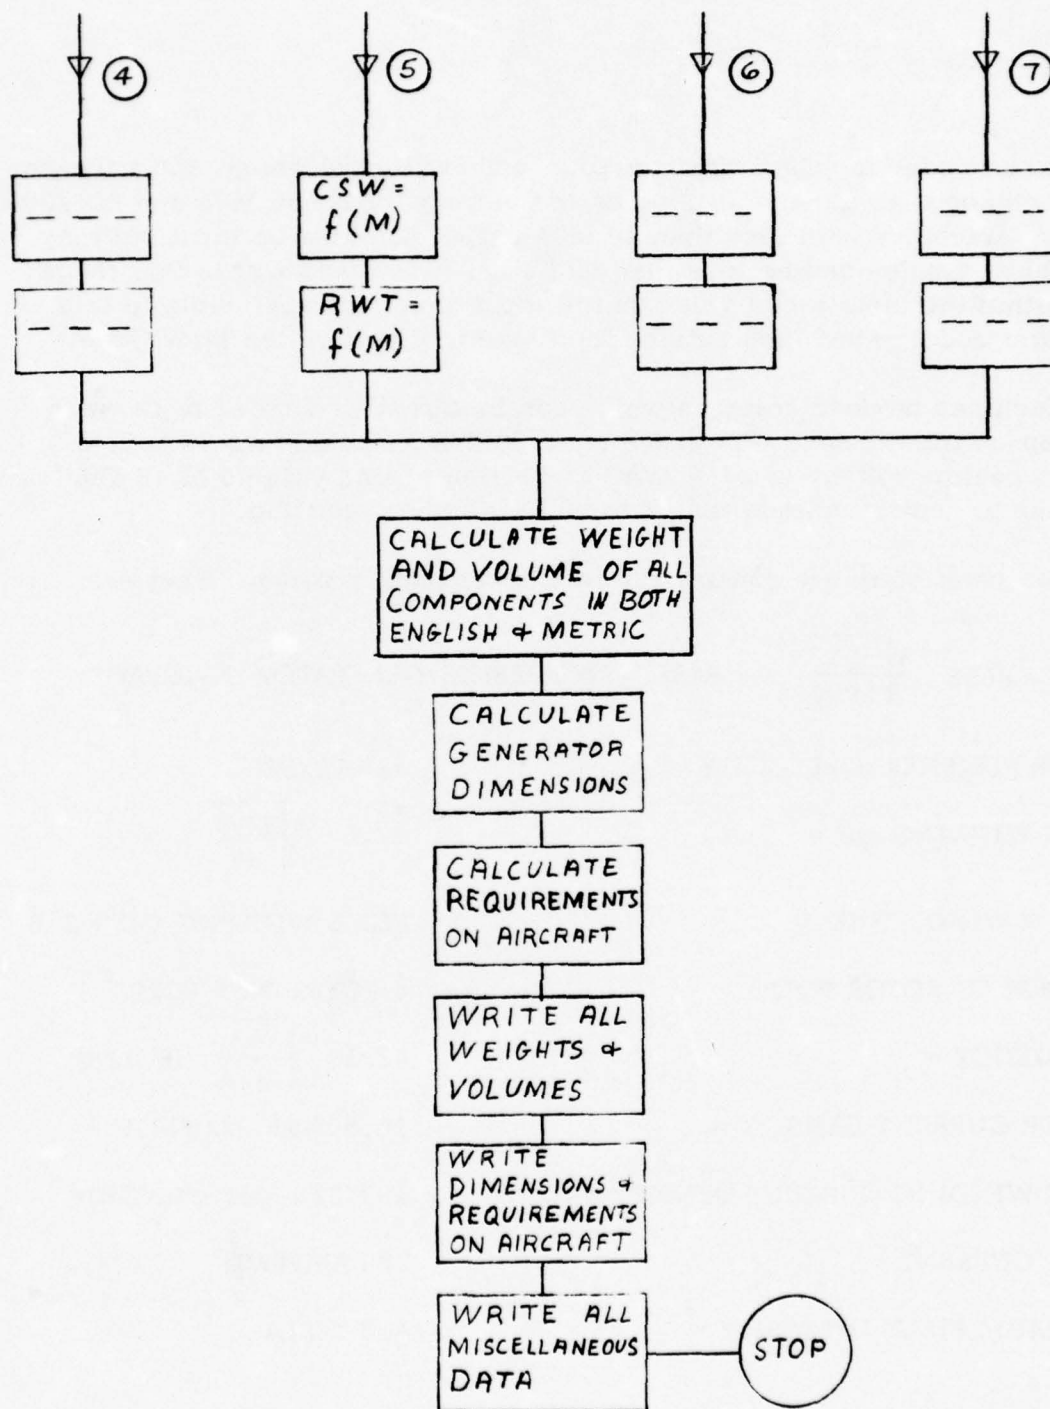 4
5
6
7
CSW =
f(M)
RWT =
f(M)
CALCULATE WEIGHT
AND VOLUME OF ALL
COMPONENTS IN BOTH
ENGLISH & METRIC
CALCULATE
GENERATOR
DIMENSIONS
CALCULATE
REQUIREMENTS
ON AIRCRAFT
WRITE ALL
WEIGHTS &
VOLUMES
WRITE
DIMENSIONS &
REQUIREMENTS
ON AIRCRAFT
WRITE ALL
MISCELLANEOUS
DATA
STOP